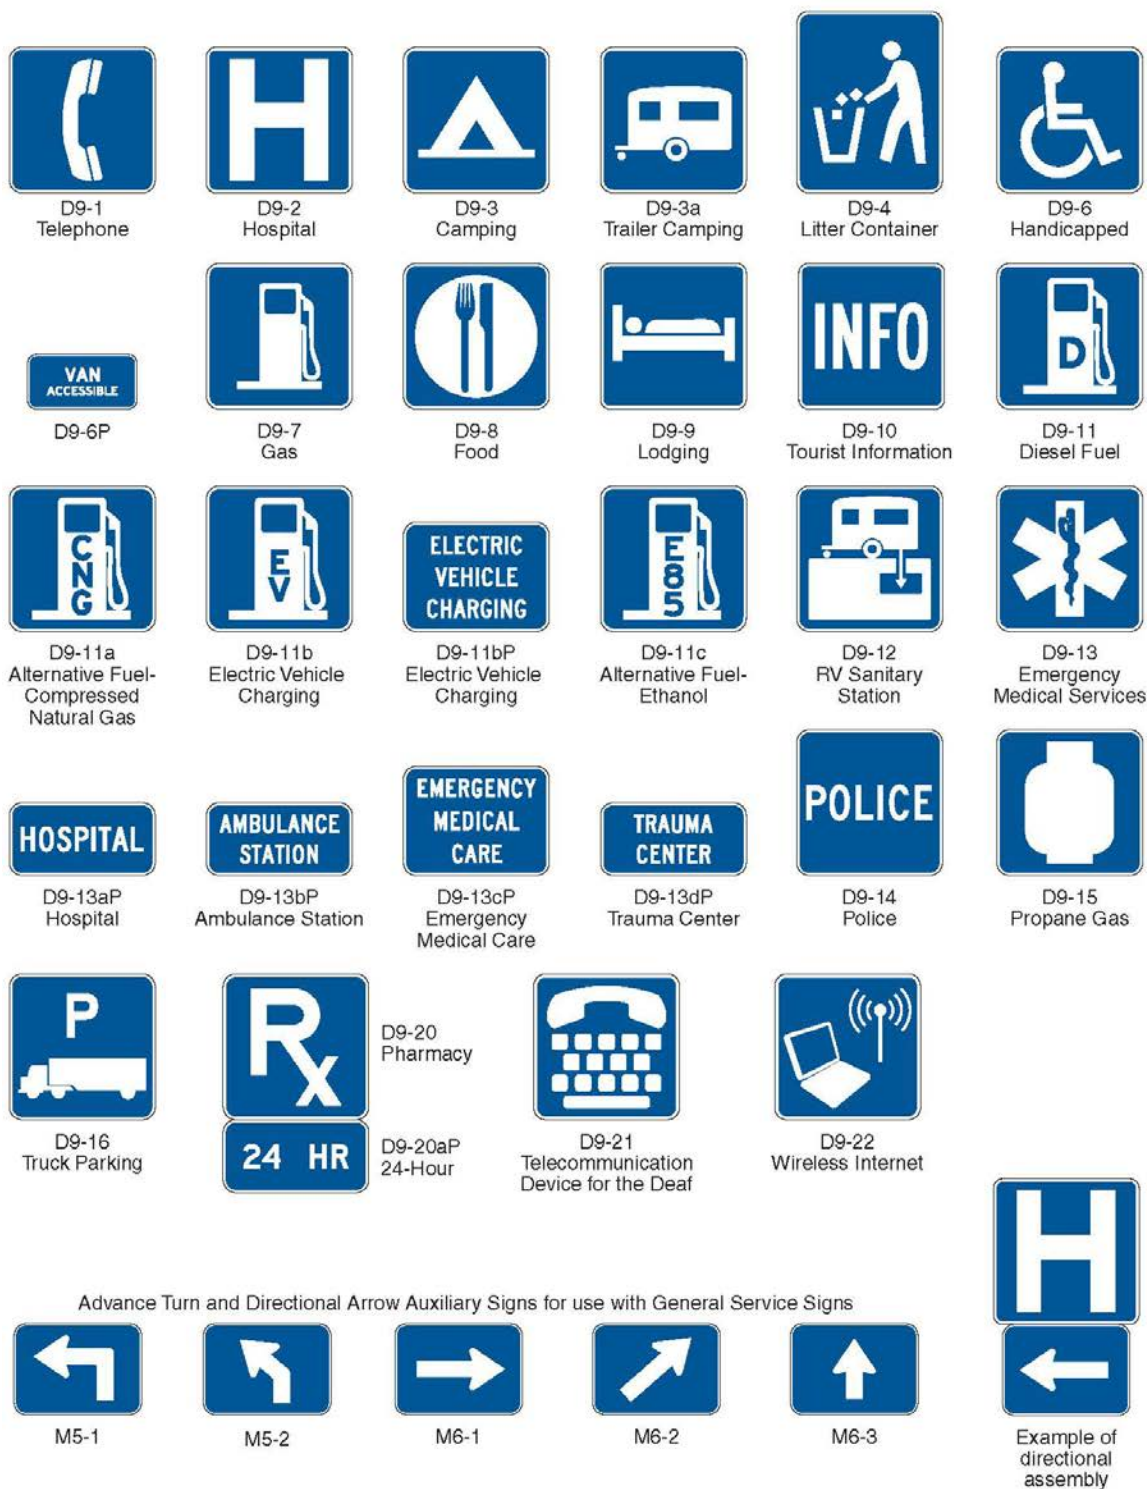 H
D9-1
Telephone
D9-2
Hospital
D9-3
Camping
D9-3a
Trailer Camping
D9-4
Litter Container
D9-6
Handicapped
VAN
ACCESSIBLE
D9-6P
D9-7
Gas
D9-8
Food
D9-9
Lodging
INFO
D9-10
Tourist Information
D
D9-11
Diesel Fuel
CNG
D9-11a
Alternative Fuel-
Compressed
Natural Gas
EV
D9-11b
Electric Vehicle
Charging
ELECTRIC
VEHICLE
CHARGING
D9-11bP
Electric Vehicle
Charging
E85
D9-11c
Alternative Fuel-
Ethanol
D9-12
RV Sanitary
Station
D9-13
Emergency
Medical Services
HOSPITAL
D9-13aP
Hospital
AMBULANCE
STATION
D9-13bP
Ambulance Station
EMERGENCY
MEDICAL
CARE
D9-13cP
Emergency
Medical Care
TRAUMA
CENTER
D9-13dP
Trauma Center
POLICE
D9-14
Police
D9-15
Propane Gas
P
D9-16
Truck Parking
Rx
D9-20
Pharmacy
24 HR
D9-20aP
24-Hour
D9-21
Telecommunication
Device for the Deaf
D9-22
Wireless Internet
H
Advance Turn and Directional Arrow Auxiliary Signs for use with General Service Signs
M5-1
M5-2
M6-1
M6-2
M6-3
Example of
directional
assembly